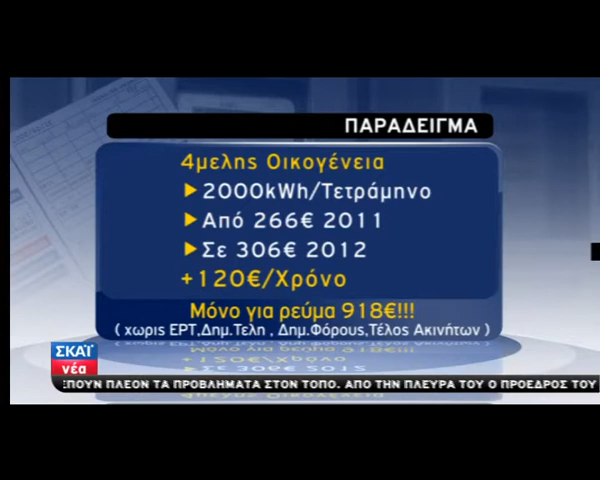 ΠΑΡΑΔΕΙΓΜΑ
4μελης Οικογένεια
2000kWh/Τετράμηνο
Από 266€ 2011
Σε 306€ 2012
+120€/Χρόνο
Μόνο για ρεύμα 918€!!!
( χωρις ΕΡΤ,Δημ.Τελη , Δημ.Φόρους,Τέλος Ακινήτων )
ΣΚΑΪ
νέα
ΠΟΥΝ ΠΛΕΟΝ ΤΑ ΠΡΟΒΛΗΜΑΤΑ ΣΤΟΝ ΤΟΠΟ. ΑΠΟ ΤΗΝ ΠΛΕΥΡΑ ΤΟΥ Ο ΠΡΟΕΔΡΟΣ ΤΟΥ